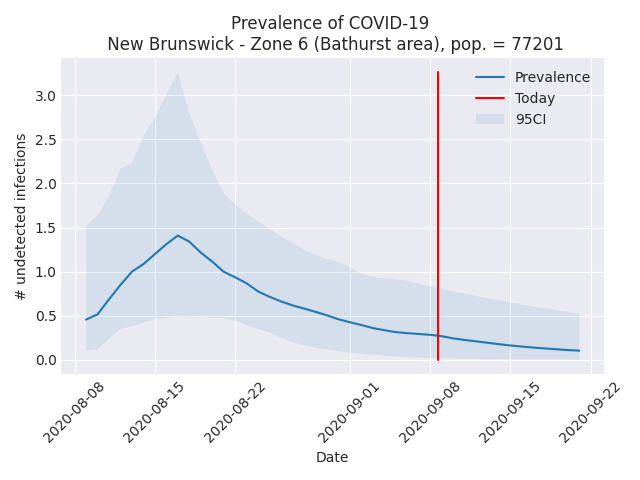 Prevalence of COVID-19
New Brunswick - Zone 6 (Bathurst area), pop. = 77201
Prevalence
Today
95CI
# undetected infections
3.0
2.5
2.0
1.5
1.0
0.5
0.0
2020-08-08
2020-08-15
2020-08-22
2020-09-01
2020-09-08
2020-09-15
2020-09-22
Date